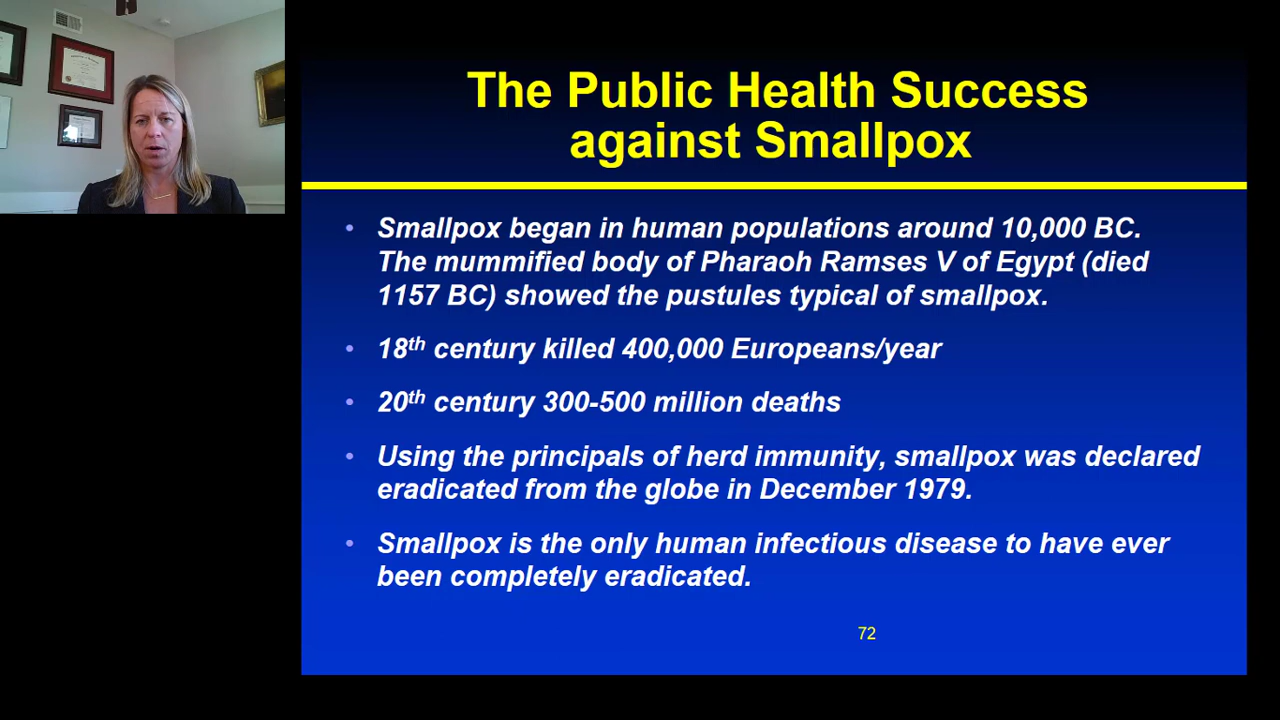 The Public Health Success
against Smallpox
• Smallpox began in human populations around 10,000 BC.
The mummified body of Pharaoh Ramses V of Egypt (died
1157 BC) showed the pustules typical of smallpox.
• 18th century killed 400,000 Europeans/year
• 20th century 300-500 million deaths
• Using the principals of herd immunity, smallpox was declared
eradicated from the globe in December 1979.
• Smallpox is the only human infectious disease to have ever
been completely eradicated.
72